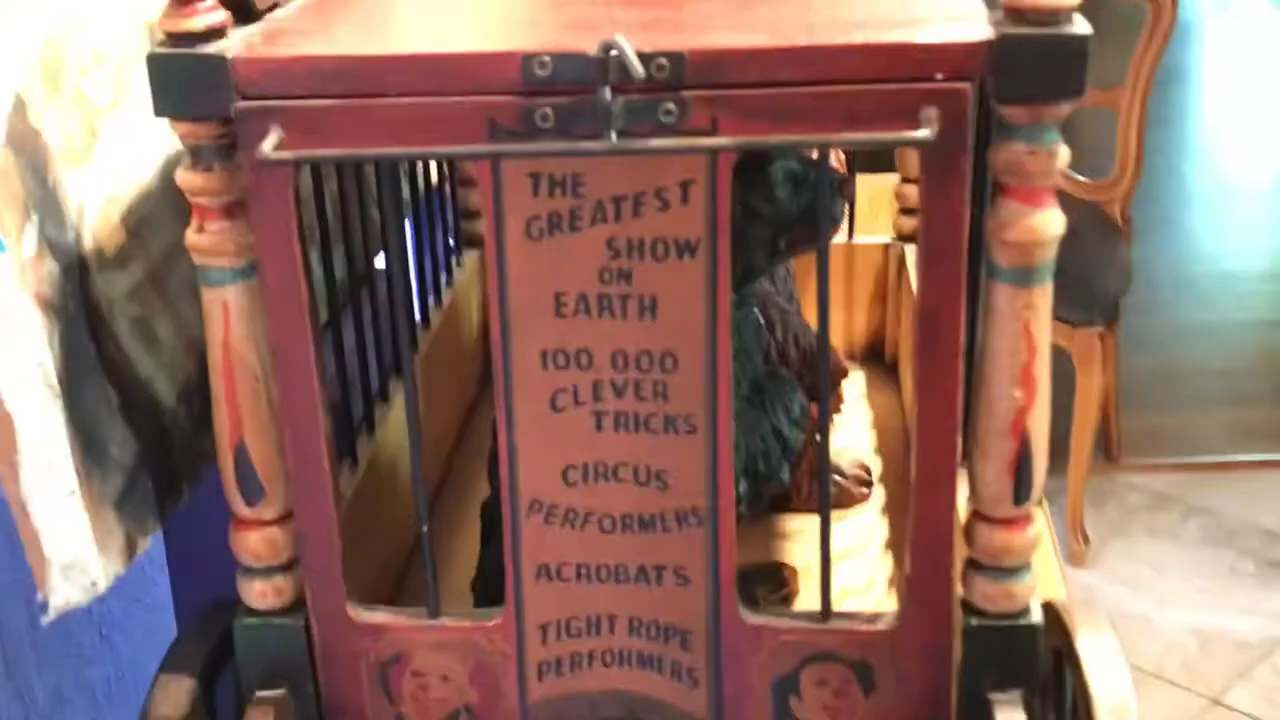 THE
GREATEST
SHOW
ON
EARTH
100,000
CLEVER
TRICKS
CIRCUS
PERFORMERS
ACROBATS
TIGHT ROPE
PERFORMERS